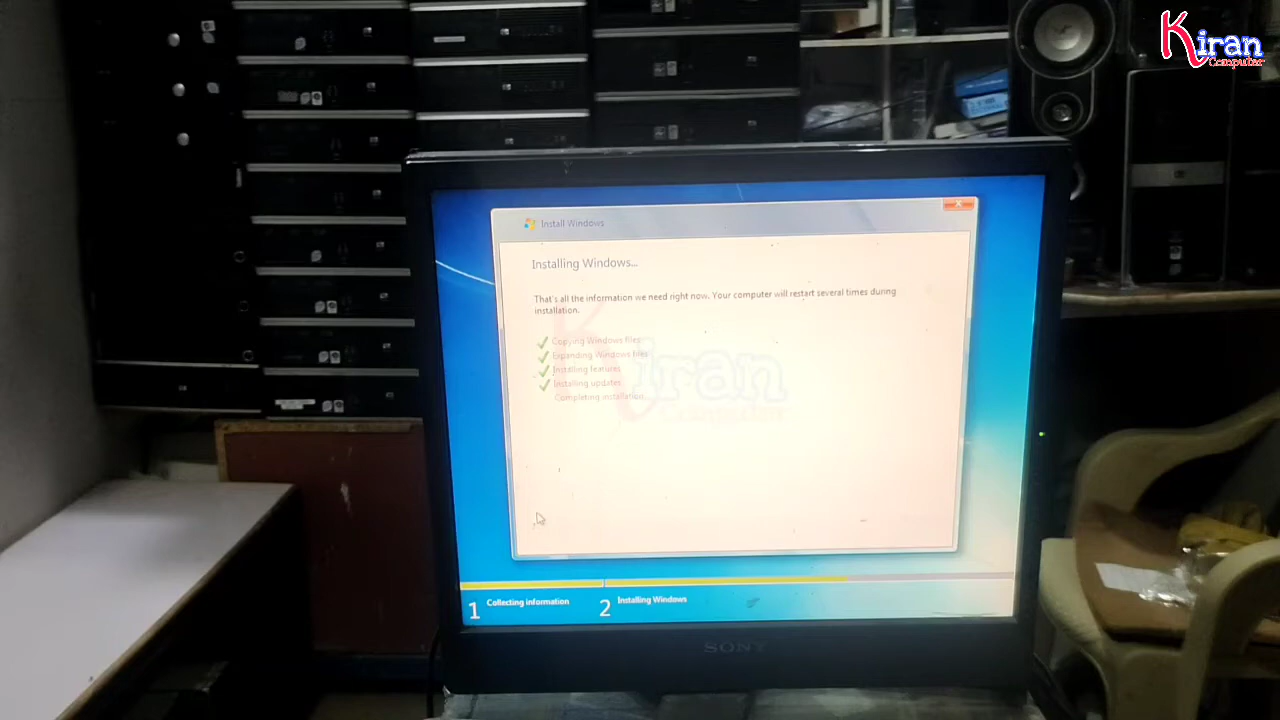 Kiran
Computer
Install Windows
Installing Windows...
That's all the information we need right now. Your computer will restart several times during
installation.
Copying Windows files
Expanding Windows files
Installing features
Installing updates
Completing installation
Kiran
Computer
1 Collecting information
2 Installing Windows
SONY